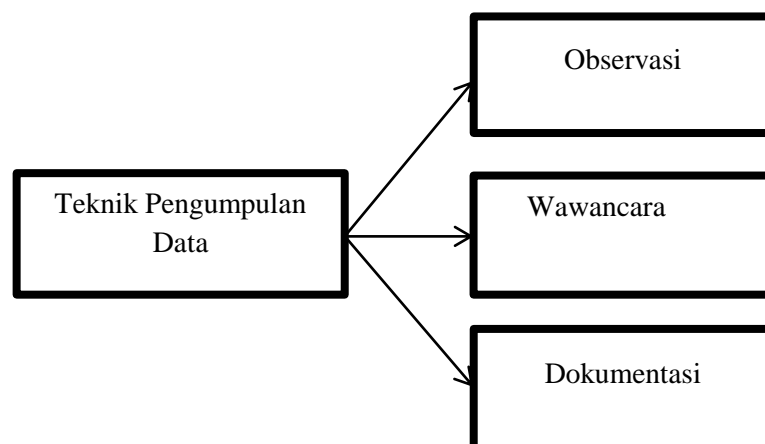 Observasi
Teknik Pengumpulan
Data
Wawancara
Dokumentasi